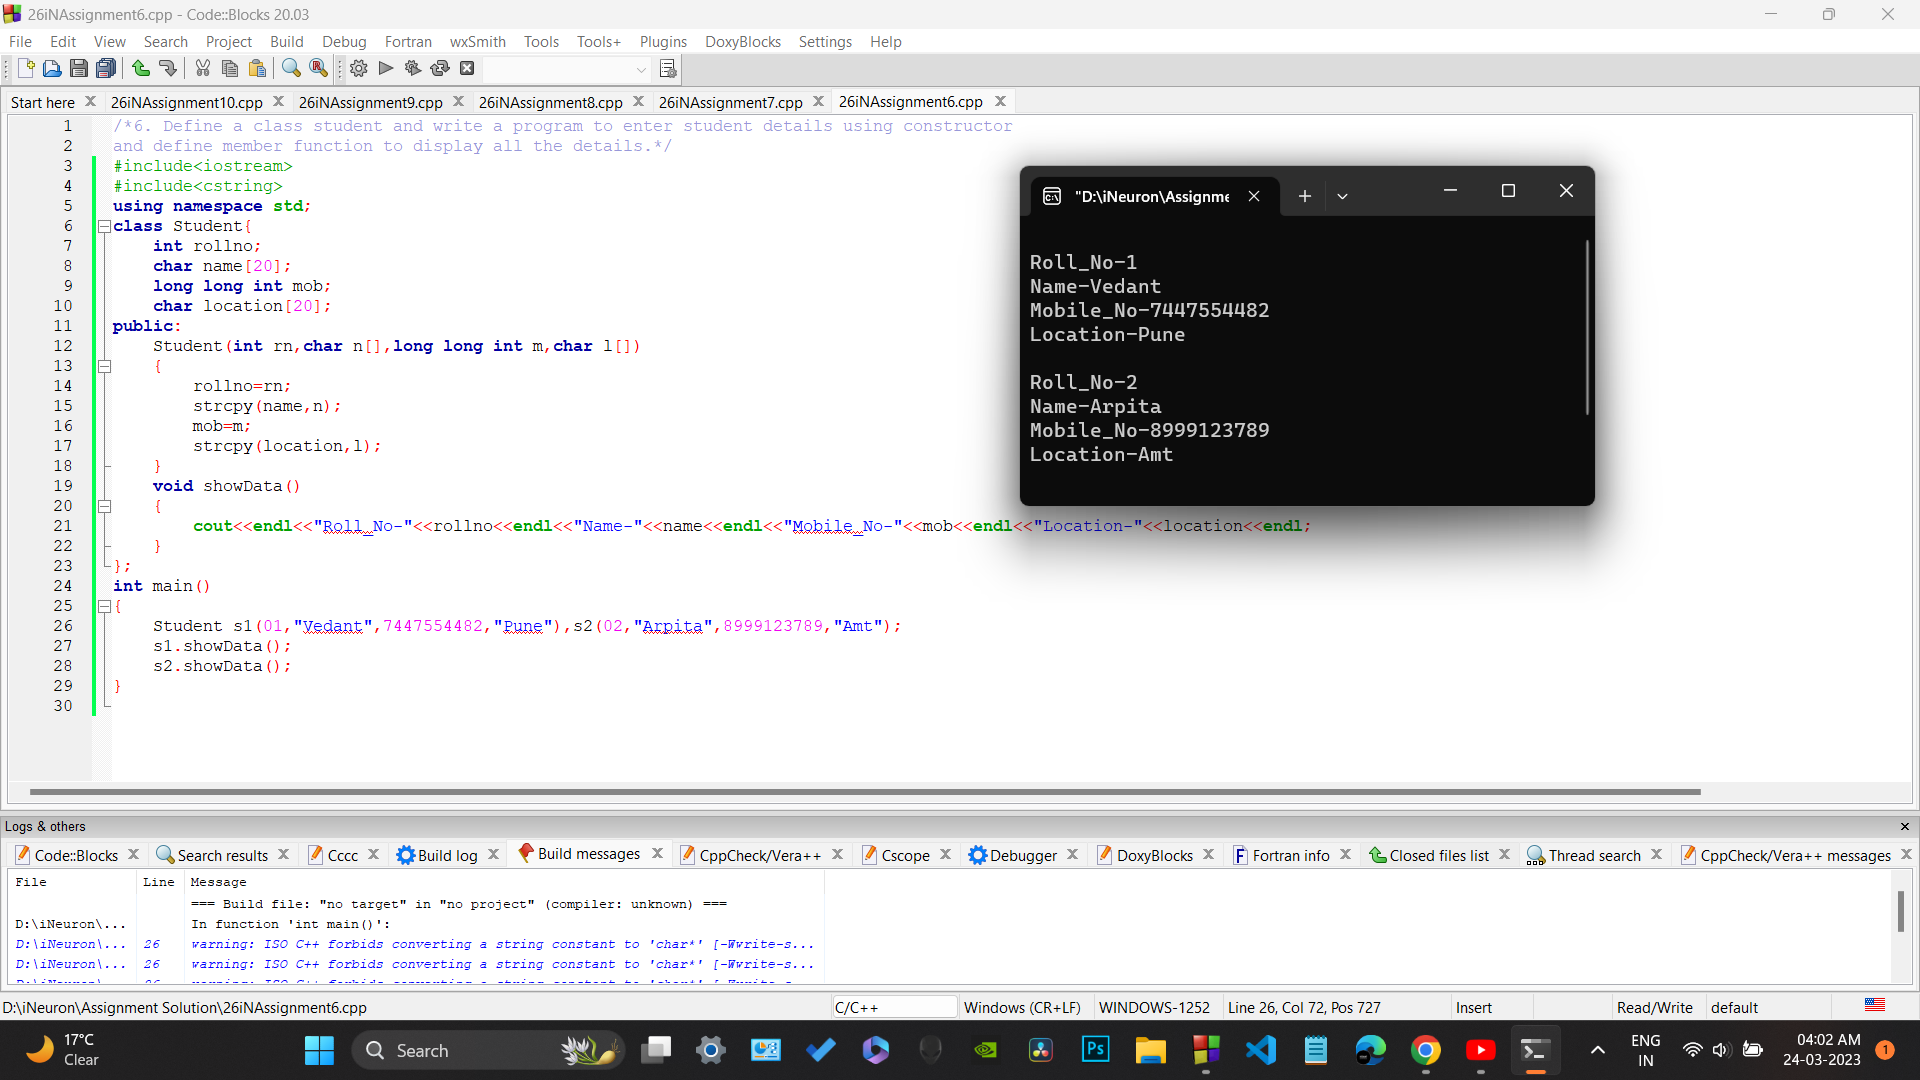 26iNAssignment6.cpp - Code::Blocks 20.03
File Edit View Search Project Build Debug Fortran wxSmith Tools Tools+ Plugins DoxyBlocks Settings Help
Start here 26iNAssignment10.cpp 26iNAssignment9.cpp 26iNAssignment8.cpp 26iNAssignment7.cpp 26iNAssignment6.cpp
1 /*6. Define a class student and write a program to enter student details using constructor
2 and define member function to display all the details.*/
3 #include<iostream>
4 #include<cstring>
5 using namespace std;
6 class Student{
7 int rollno;
8 char name[20];
9 long long int mob;
10 char location[20];
11 public:
12 Student(int rn,char n[],long long int m,char l[])
13 {
14 rollno=rn;
15 strcpy(name,n);
16 mob=m;
17 strcpy(location,l);
18 }
19 void showData()
20 {
21 cout<<endl<<"Roll_No-"<<rollno<<endl<<"Name-"<<name<<endl<<"Mobile_No-"<<mob<<endl<<"Location-"<<location<<endl;
22 }
23 };
24 int main()
25 {
26 Student s1(01,"Vedant",7447554482,"Pune"),s2(02,"Arpita",8999123789,"Amt");
27 s1.showData();
28 s2.showData();
29 }
30
"D:\iNeuron\Assignme
Roll_No-1
Name-Vedant
Mobile_No-7447554482
Location-Pune
Roll_No-2
Name-Arpita
Mobile_No-8999123789
Location-Amt
Logs & others
Code::Blocks Search results Cccc Build log Build messages CppCheck/Vera++ Cscope Debugger DoxyBlocks Fortran info Closed files list Thread search CppCheck/Vera++ messages
File Line Message
=== Build file: "no target" in "no project" (compiler: unknown) ===
D:\iNeuron\... In function 'int main()':
D:\iNeuron\... 26 warning: ISO C++ forbids converting a string constant to 'char*' [-Wwrite-s...
D:\iNeuron\... 26 warning: ISO C++ forbids converting a string constant to 'char*' [-Wwrite-s...
D:\iNeuron\Assignment Solution\26iNAssignment6.cpp C/C++ Windows (CR+LF) WINDOWS-1252 Line 26, Col 72, Pos 727 Insert Read/Write default
17°C
Clear
Search
Ps
ENG
IN
04:02 AM
24-03-2023
1